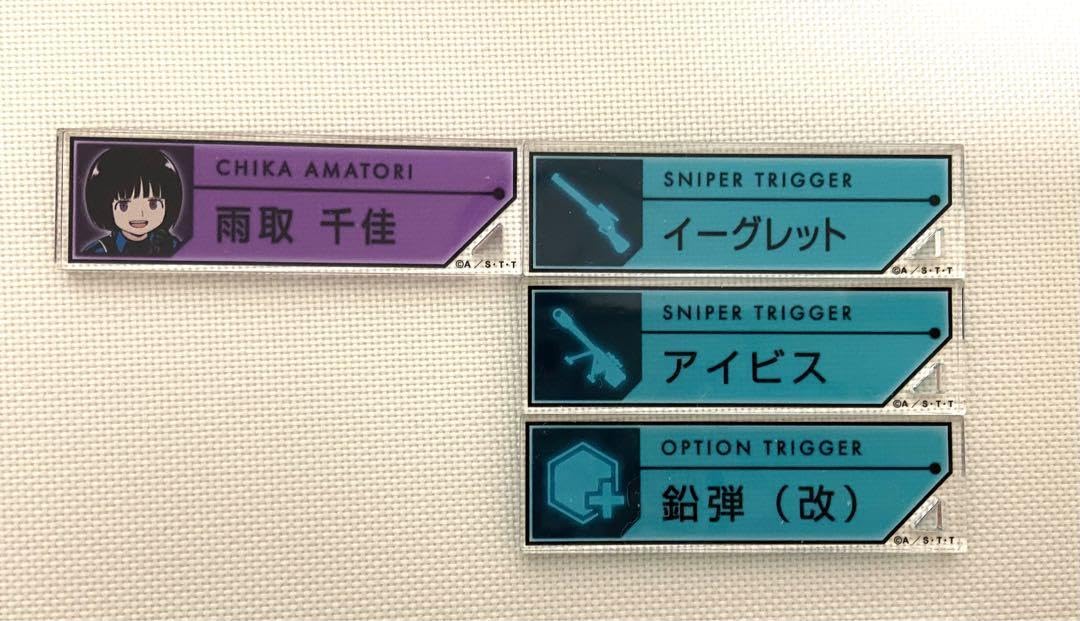 CHIKA AMATORI
雨取 千佳
©A／S・T・T
SNIPER TRIGGER
イーグレット
©A／S・T・T
SNIPER TRIGGER
アイビス
©A／S・T・T
OPTION TRIGGER
鉛弾（改）
©A／S・T・T